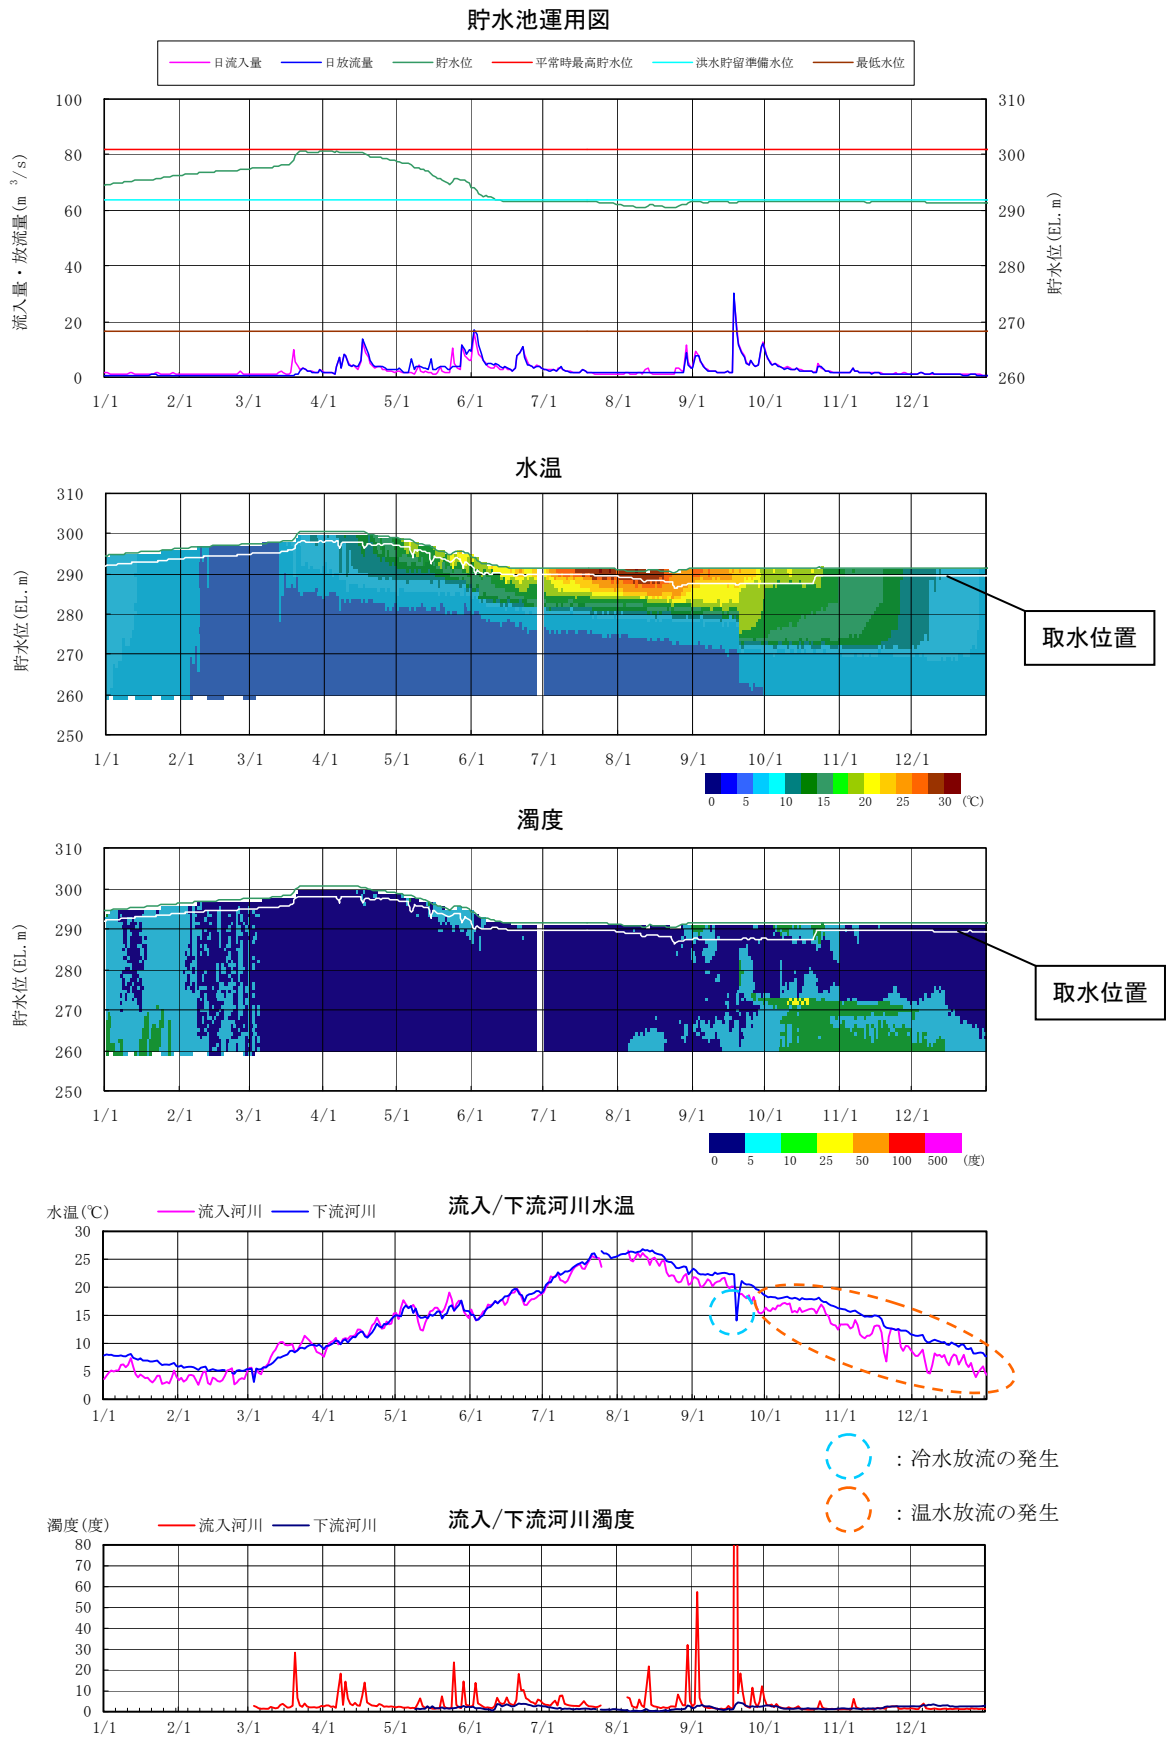 貯水池運用図
日流入量 日放流量 貯水位 平常時最高貯水位 洪水貯留準備水位 最低水位
流入量・放流量(m³/s)
貯水位(EL.m)
100
80
60
40
20
0
310
300
290
280
270
260
1/1 2/1 3/1 4/1 5/1 6/1 7/1 8/1 9/1 10/1 11/1 12/1
水温
貯水位(EL.m)
310
300
290
280
270
260
250
取水位置
1/1 2/1 3/1 4/1 5/1 6/1 7/1 8/1 9/1 10/1 11/1 12/1
0 5 10 15 20 25 30 (℃)
濁度
貯水位(EL.m)
310
300
290
280
270
260
250
取水位置
1/1 2/1 3/1 4/1 5/1 6/1 7/1 8/1 9/1 10/1 11/1 12/1
0 5 10 25 50 100 500 (度)
水温(℃) 流入河川 下流河川 流入/下流河川水温
30
25
20
15
10
5
0
1/1 2/1 3/1 4/1 5/1 6/1 7/1 8/1 9/1 10/1 11/1 12/1
:冷水放流の発生
:温水放流の発生
濁度(度) 流入河川 下流河川 流入/下流河川濁度
80
70
60
50
40
30
20
10
0
1/1 2/1 3/1 4/1 5/1 6/1 7/1 8/1 9/1 10/1 11/1 12/1